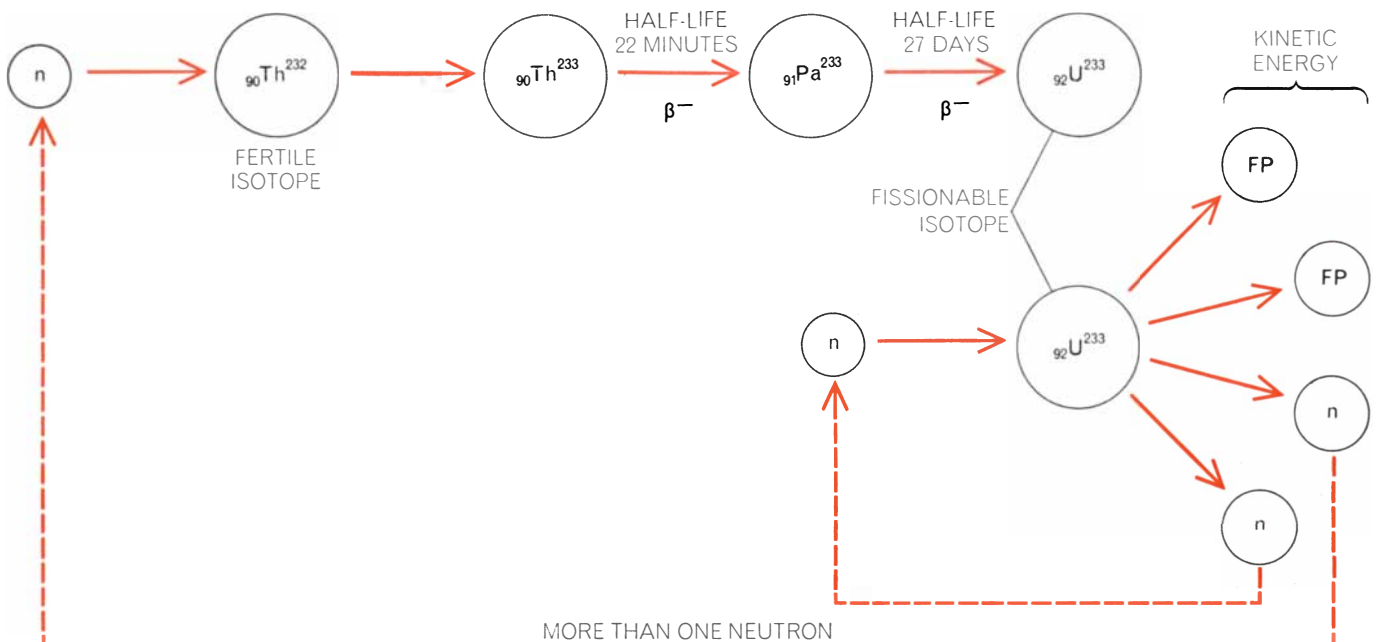 HALF-LIFE
22 MINUTES
HALF-LIFE
27 DAYS
KINETIC
ENERGY
n
₉₀Th²³²
₉₀Th²³³
β⁻
₉₁Pa²³³
β⁻
₉₂U²³³
FERTILE
ISOTOPE
FP
FISSIONABLE
ISOTOPE
FP
n
₉₂U²³³
n
n
MORE THAN ONE NEUTRON